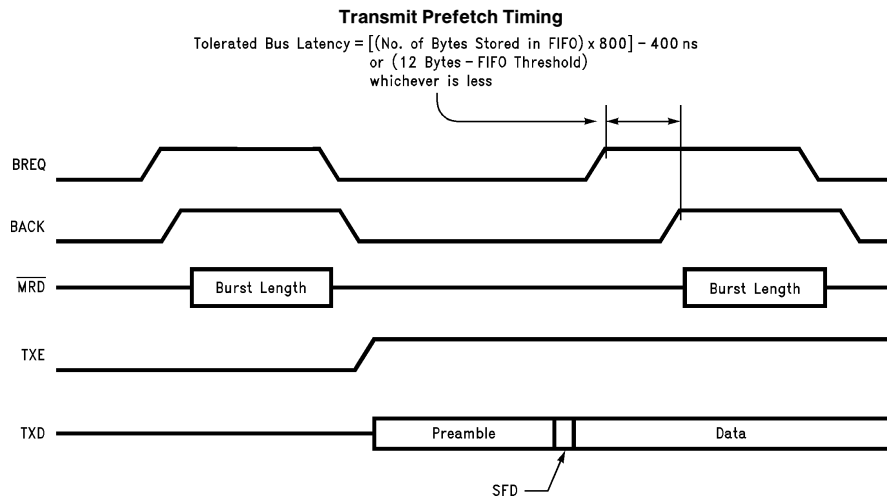 Transmit Prefetch Timing
Tolerated Bus Latency = [(No. of Bytes Stored in FIFO) x 800] – 400 ns
or (12 Bytes – FIFO Threshold)
whichever is less
BREQ
BACK
MRD
Burst Length
Burst Length
TXE
TXD
Preamble
Data
SFD